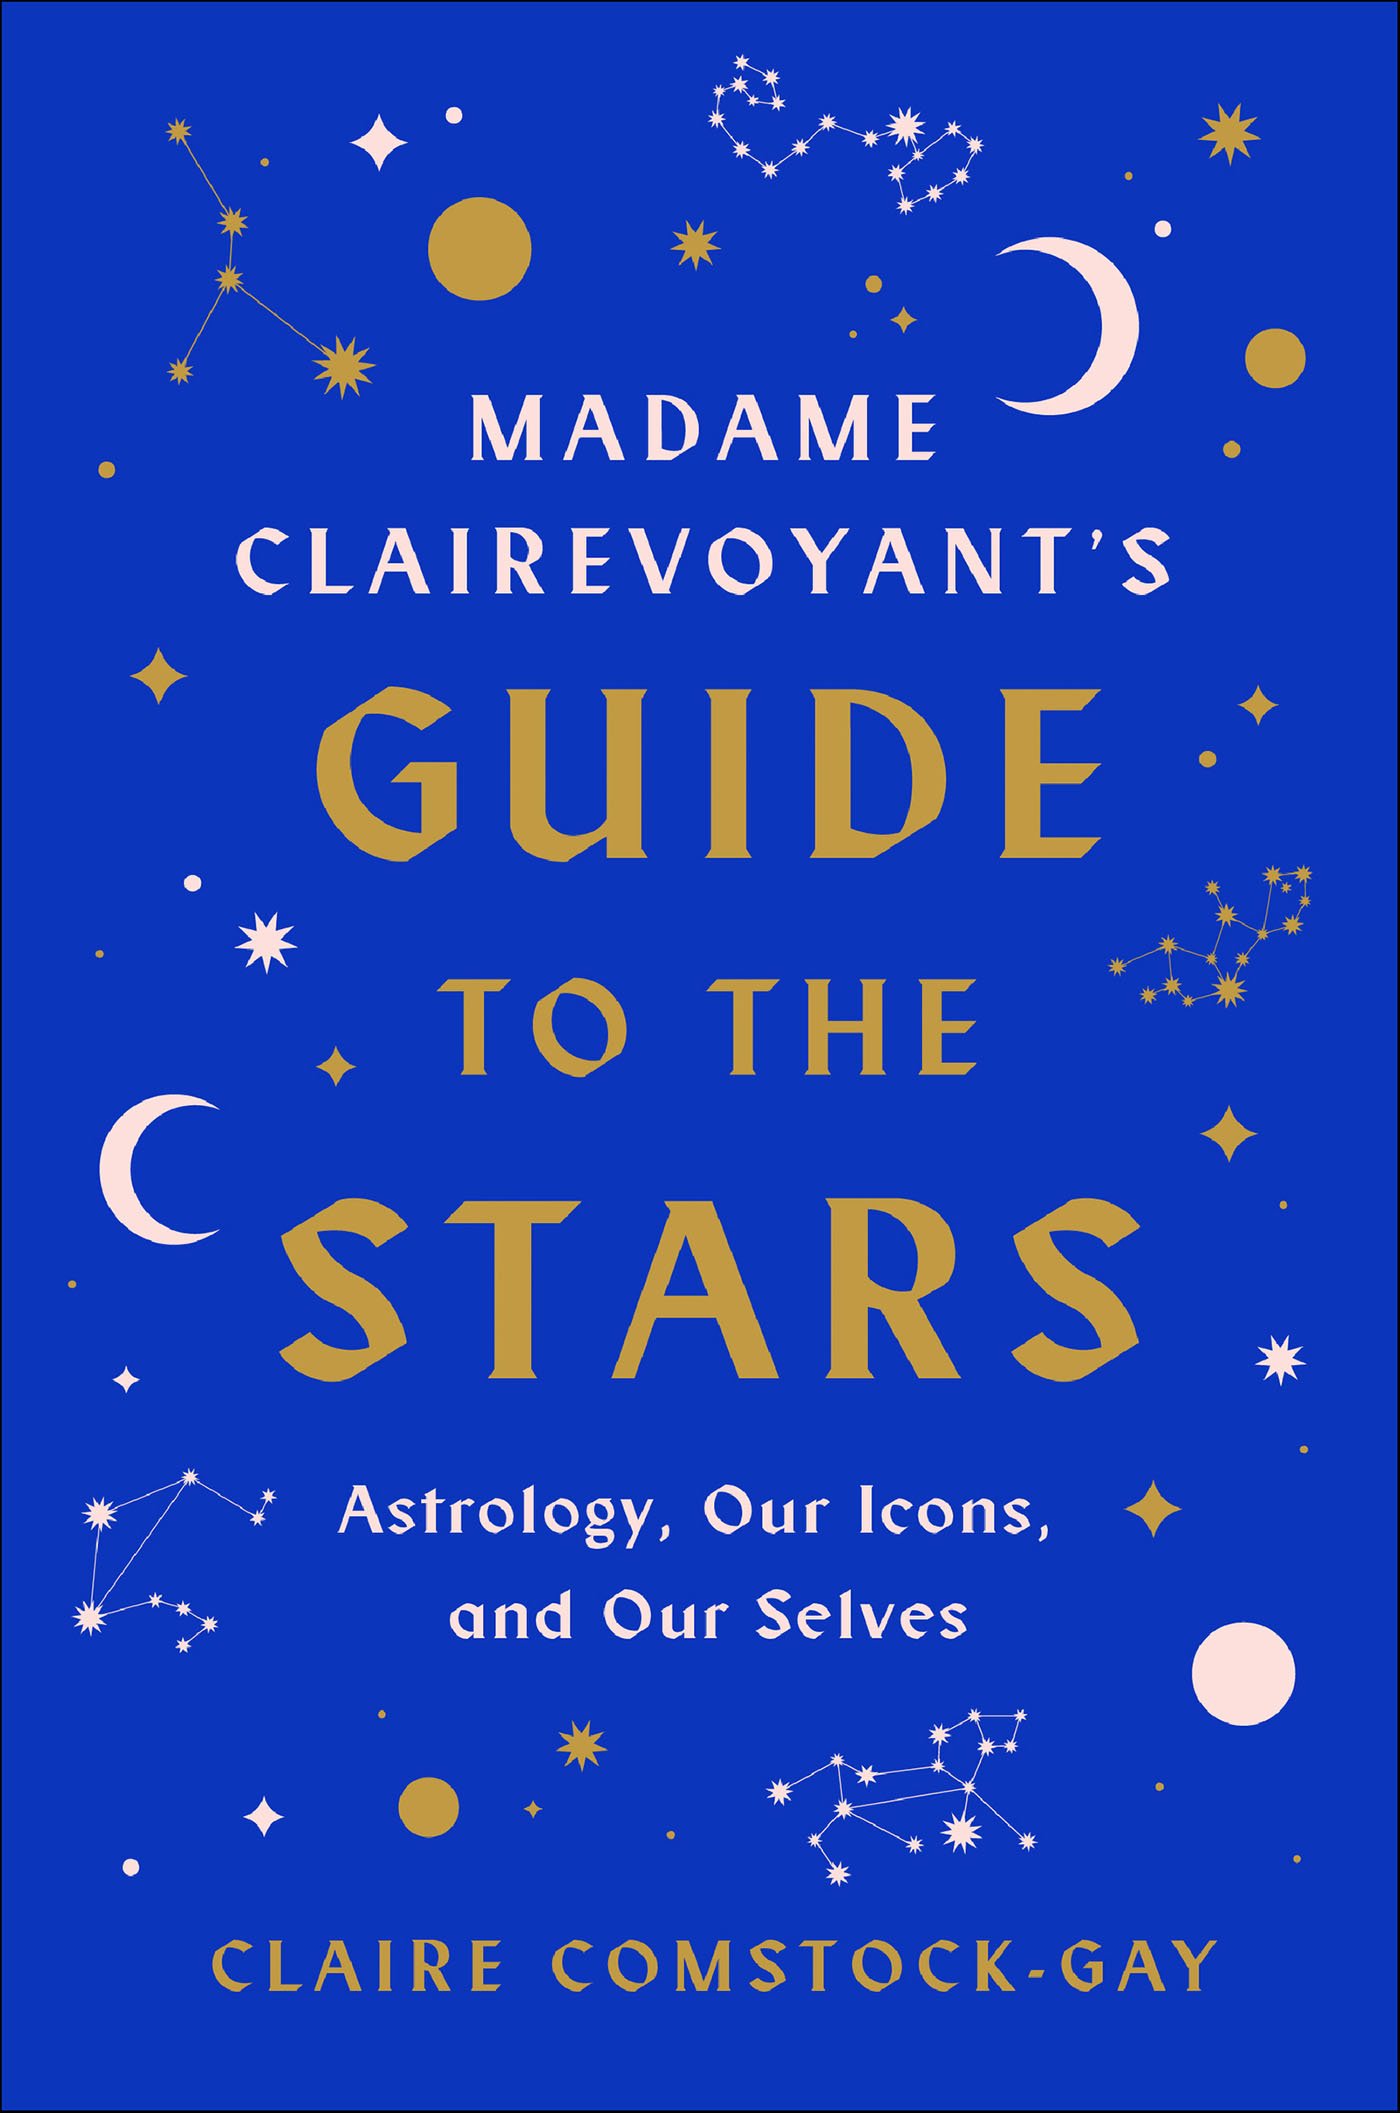 MADAME
CLAIREVOYANT'S
GUIDE
TO THE
STARS
Astrology, Our Icons,
and Our Selves
CLAIRE COMSTOCK-GAY